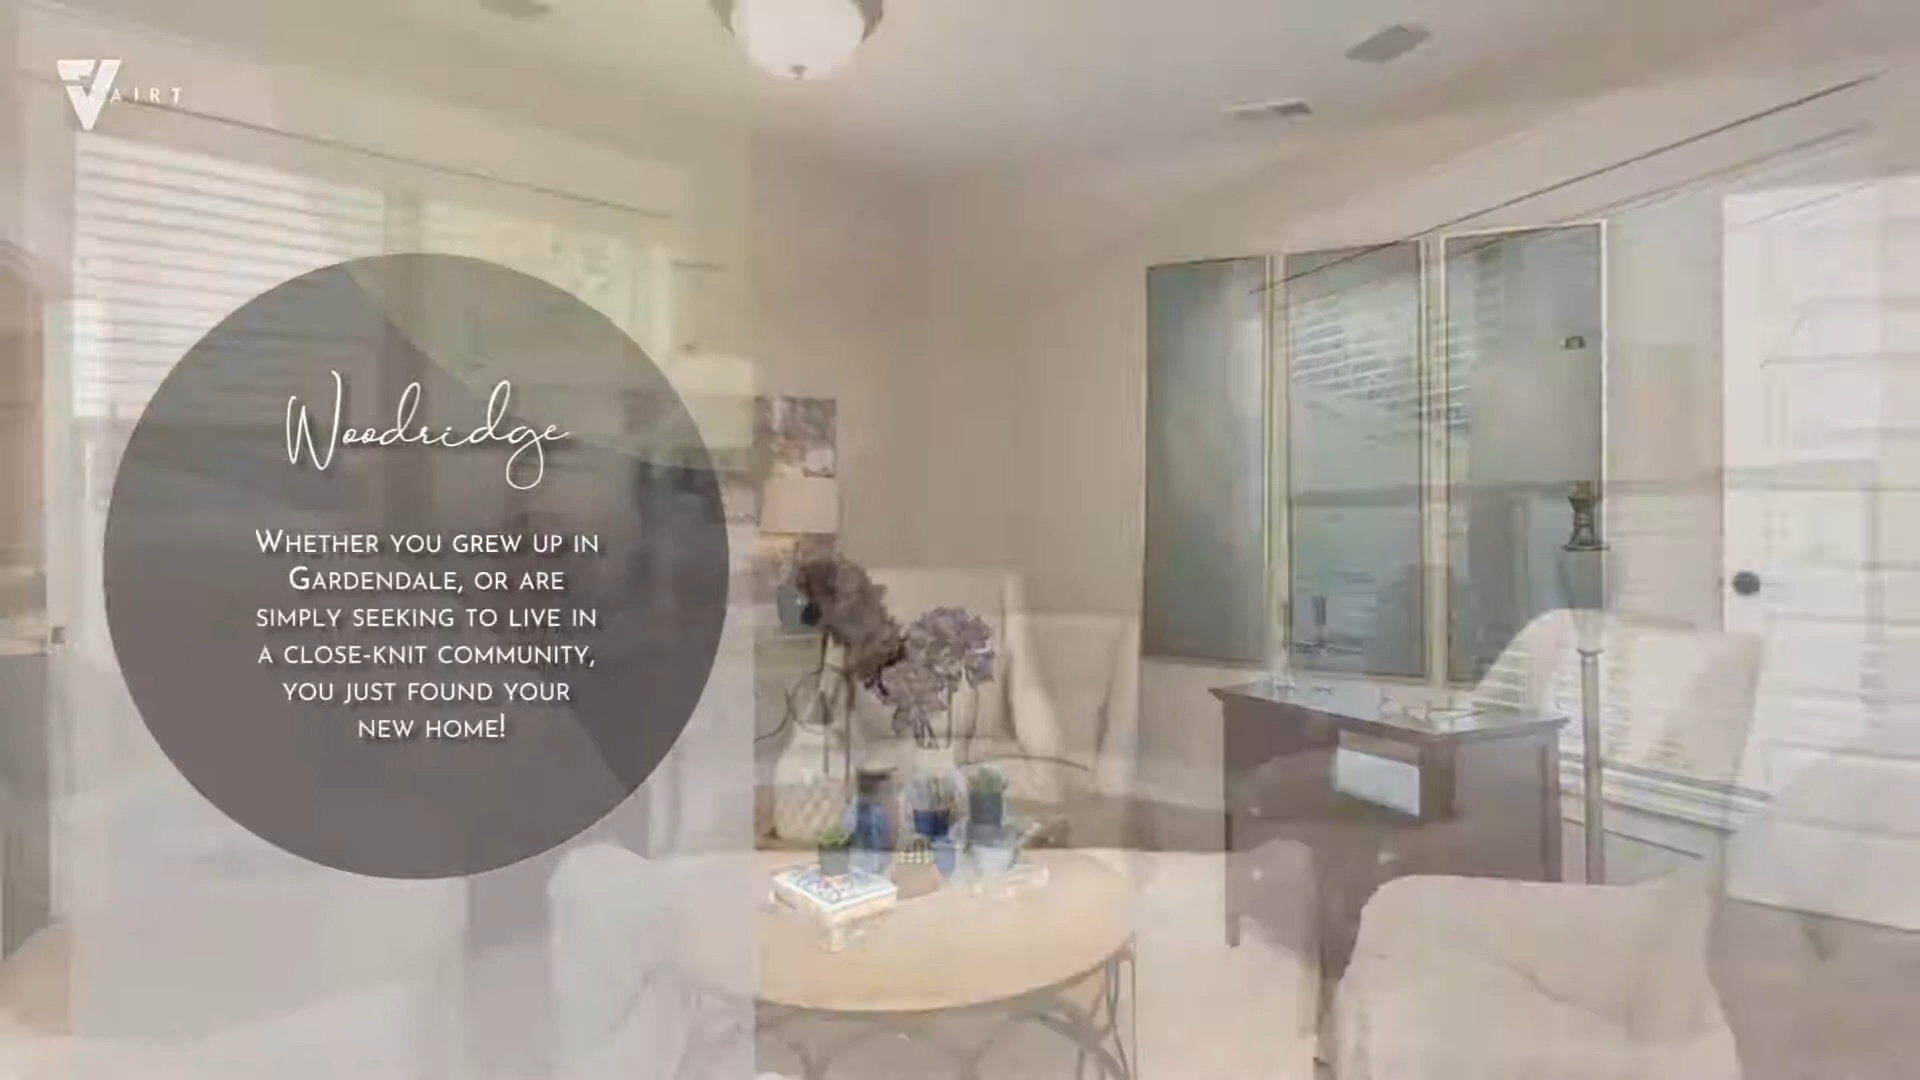 AIRT
Woodridge
WHETHER YOU GREW UP IN
GARDENDALE, OR ARE
SIMPLY SEEKING TO LIVE IN
A CLOSE-KNIT COMMUNITY,
YOU JUST FOUND YOUR
NEW HOME!